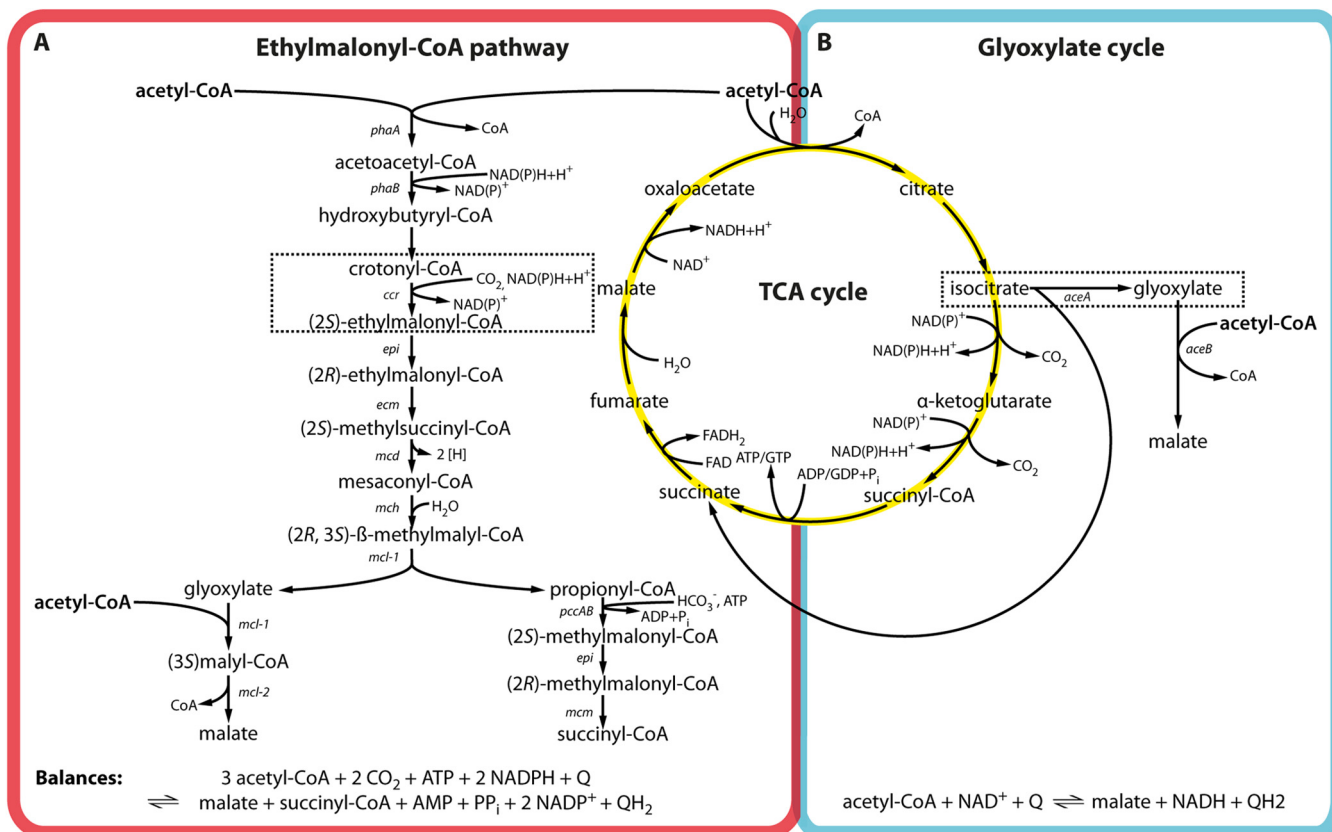 A
Ethylmalonyl-CoA pathway
acetyl-CoA
acetyl-CoA
phaA
CoA
acetoacetyl-CoA
phaB
NAD(P)H+H⁺
NAD(P)⁺
hydroxybutyryl-CoA
crotonyl-CoA
ccr
CO₂, NAD(P)H+H⁺
NAD(P)⁺
(2S)-ethylmalonyl-CoA
epi
(2R)-ethylmalonyl-CoA
ecm
(2S)-methylsuccinyl-CoA
mcd
2 [H]
mesaconyl-CoA
mch
H₂O
(2R, 3S)-ß-methylmalyl-CoA
mcl-1
glyoxylate
acetyl-CoA
mcl-1
(3S)malyl-CoA
CoA
mcl-2
malate
propionyl-CoA
pccAB
HCO₃⁻, ATP
ADP+Pᵢ
(2S)-methylmalonyl-CoA
epi
(2R)-methylmalonyl-CoA
mcm
succinyl-CoA
Balances:
3 acetyl-CoA + 2 CO₂ + ATP + 2 NADPH + Q
⇌ malate + succinyl-CoA + AMP + PPᵢ + 2 NADP⁺ + QH₂
TCA cycle
H₂O
CoA
oxaloacetate
citrate
NADH+H⁺
NAD⁺
malate
H₂O
fumarate
FADH₂
FAD
succinate
ATP/GTP
ADP/GDP+Pᵢ
succinyl-CoA
NAD(P)⁺
NAD(P)H+H⁺
CO₂
α-ketoglutarate
NAD(P)⁺
NAD(P)H+H⁺
CO₂
B
Glyoxylate cycle
isocitrate
aceA
glyoxylate
acetyl-CoA
aceB
CoA
malate
acetyl-CoA + NAD⁺ + Q ⇌ malate + NADH + QH2